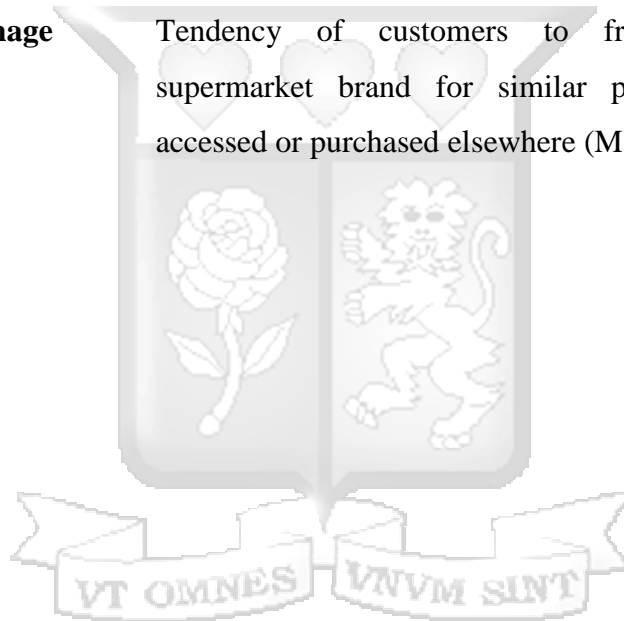 nage Tendency of customers to fr
supermarket brand for similar p
accessed or purchased elsewhere (M
VT OMNES VNVM SINT